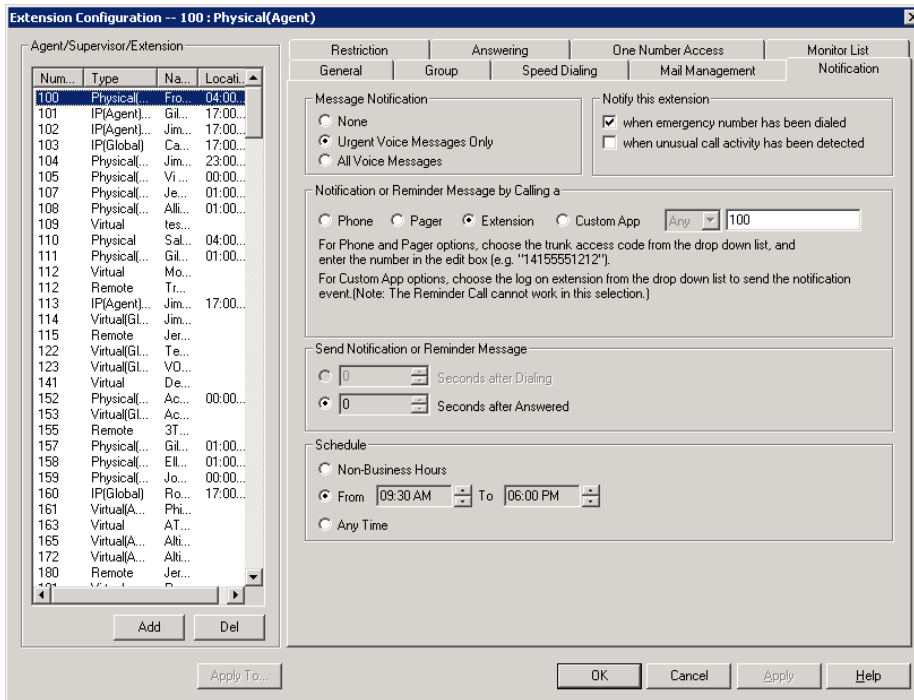 Extension Configuration -- 100 : Physical(Agent)
Agent/Supervisor/Extension
Num... Type Na... Locati...
100 Physical(... Fro... 04:00...
101 IP(Agent)... Gil... 17:00...
102 IP(Agent)... Jim... 17:00...
103 IP(Global) Ca... 17:00...
104 Physical(... Jim... 23:00...
105 Physical(... Vi ... 00:00...
107 Physical(... Je... 01:00...
108 Physical(... Alli... 01:00...
109 Virtual tes...
110 Physical Sal... 04:00...
111 Physical(... Gil... 01:00...
112 Virtual Mo...
112 Remote Tr...
113 IP(Agent)... Jim... 17:00...
114 Virtual(Gl... Jim...
115 Remote Jer...
122 Virtual(Gl... Te...
123 Virtual(Gl... VO...
141 Virtual De...
152 Physical(... Ac... 00:00...
153 Virtual(Gl... Ac...
155 Remote 3T...
157 Physical(... Gil... 01:00...
158 Physical(... Ell... 01:00...
159 Physical(... Jo... 00:00...
160 IP(Global) Ro... 17:00...
161 Virtual(A... Phi...
163 Virtual AT...
165 Virtual(A... Alti...
172 Virtual(A... Alti...
180 Remote Jer...
Add Del
Restriction Answering One Number Access Monitor List
General Group Speed Dialing Mail Management Notification
Message Notification
None
Urgent Voice Messages Only
All Voice Messages
Notify this extension
when emergency number has been dialed
when unusual call activity has been detected
Notification or Reminder Message by Calling a
Phone Pager Extension Custom App Any 100
For Phone and Pager options, choose the trunk access code from the drop down list, and
enter the number in the edit box (e.g. "14155551212").
For Custom App options, choose the log on extension from the drop down list to send the notification
event.(Note: The Reminder Call cannot work in this selection.)
Send Notification or Reminder Message
0 Seconds after Dialing
0 Seconds after Answered
Schedule
Non-Business Hours
From 09:30 AM To 06:00 PM
Any Time
Apply To... OK Cancel Apply Help